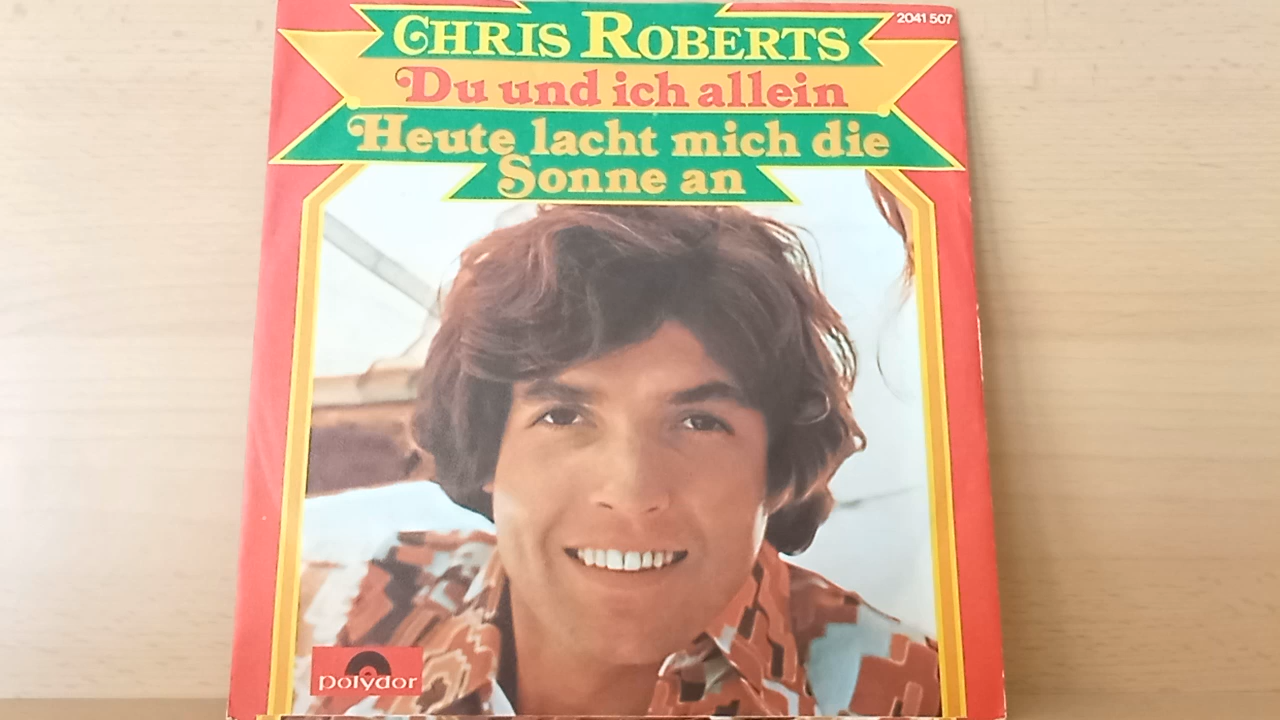 2041 507
CHRIS ROBERTS
Du und ich allein
Heute lacht mich die
Sonne an
polydor